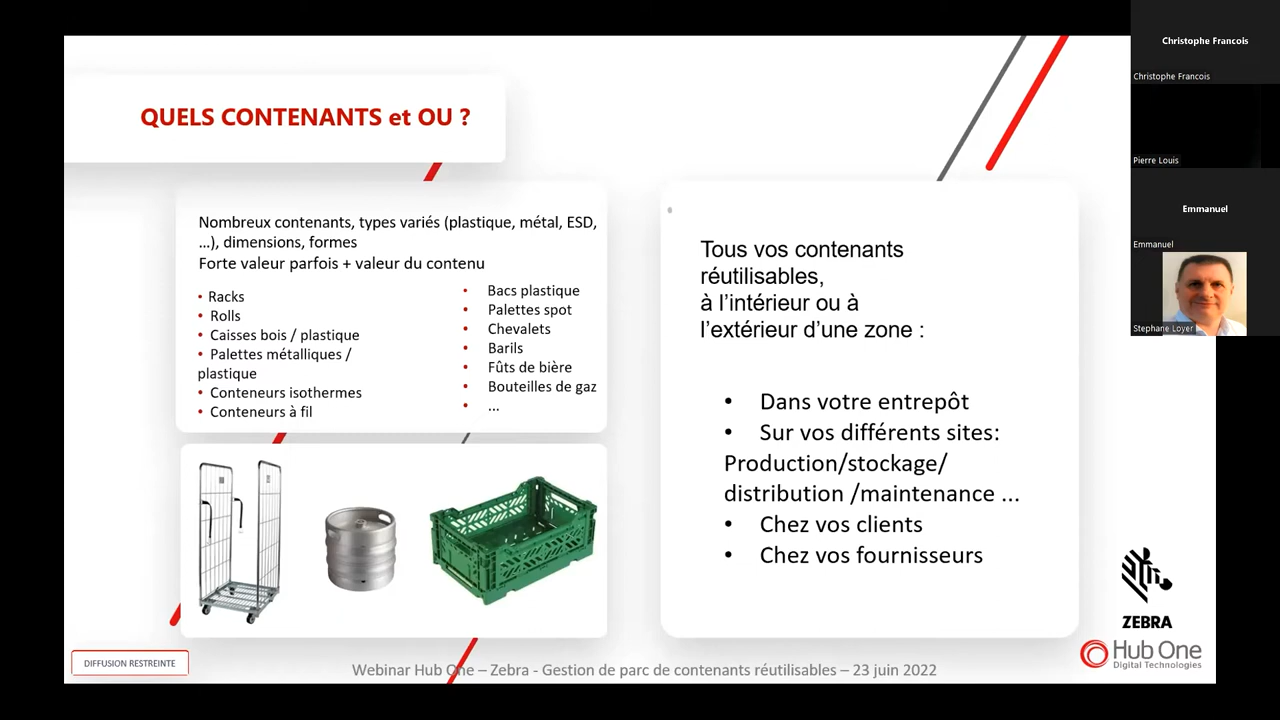 QUELS CONTENANTS et OU ?
Nombreux contenants, types variés (plastique, métal, ESD,
...), dimensions, formes
Forte valeur parfois + valeur du contenu
• Racks
• Rolls
• Caisses bois / plastique
• Palettes métalliques /
plastique
• Conteneurs isothermes
• Conteneurs à fil
• Bacs plastique
• Palettes spot
• Chevalets
• Barils
• Fûts de bière
• Bouteilles de gaz
• ...
Tous vos contenants
réutilisables,
à l'intérieur ou à
l'extérieur d'une zone :
• Dans votre entrepôt
• Sur vos différents sites:
Production/stockage/
distribution /maintenance ...
• Chez vos clients
• Chez vos fournisseurs
ZEBRA
Hub One
Digital Technologies
DIFFUSION RESTREINTE
Webinar Hub One – Zebra - Gestion de parc de contenants réutilisables – 23 juin 2022
Christophe Francois
Christophe Francois
Pierre Louis
Emmanuel
Emmanuel
Stephane Loyer